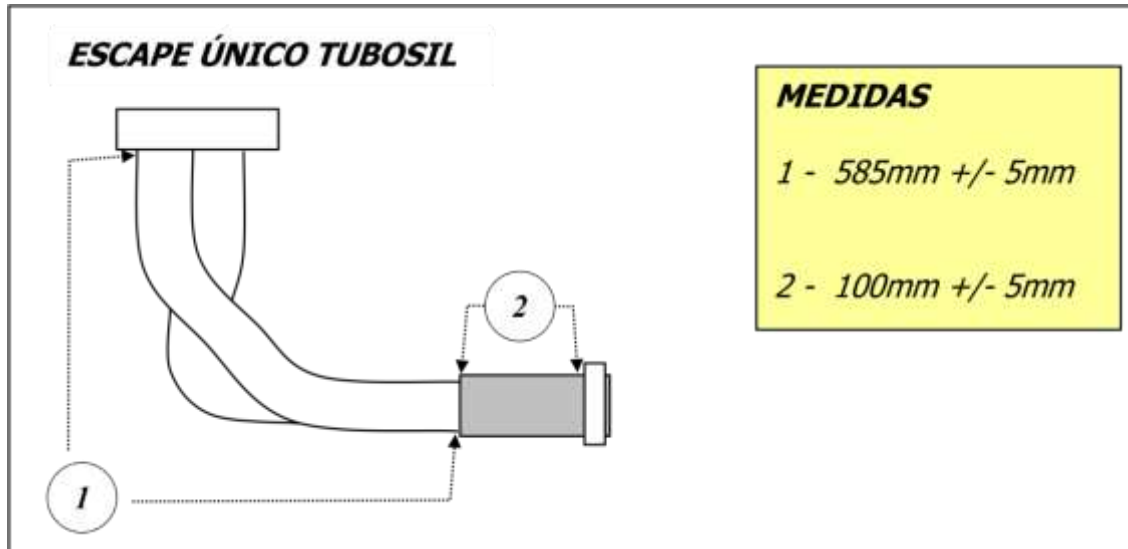 ESCAPE ÚNICO TUBOSIL
MEDIDAS
1 - 585mm +/- 5mm
2 - 100mm +/- 5mm
2
1